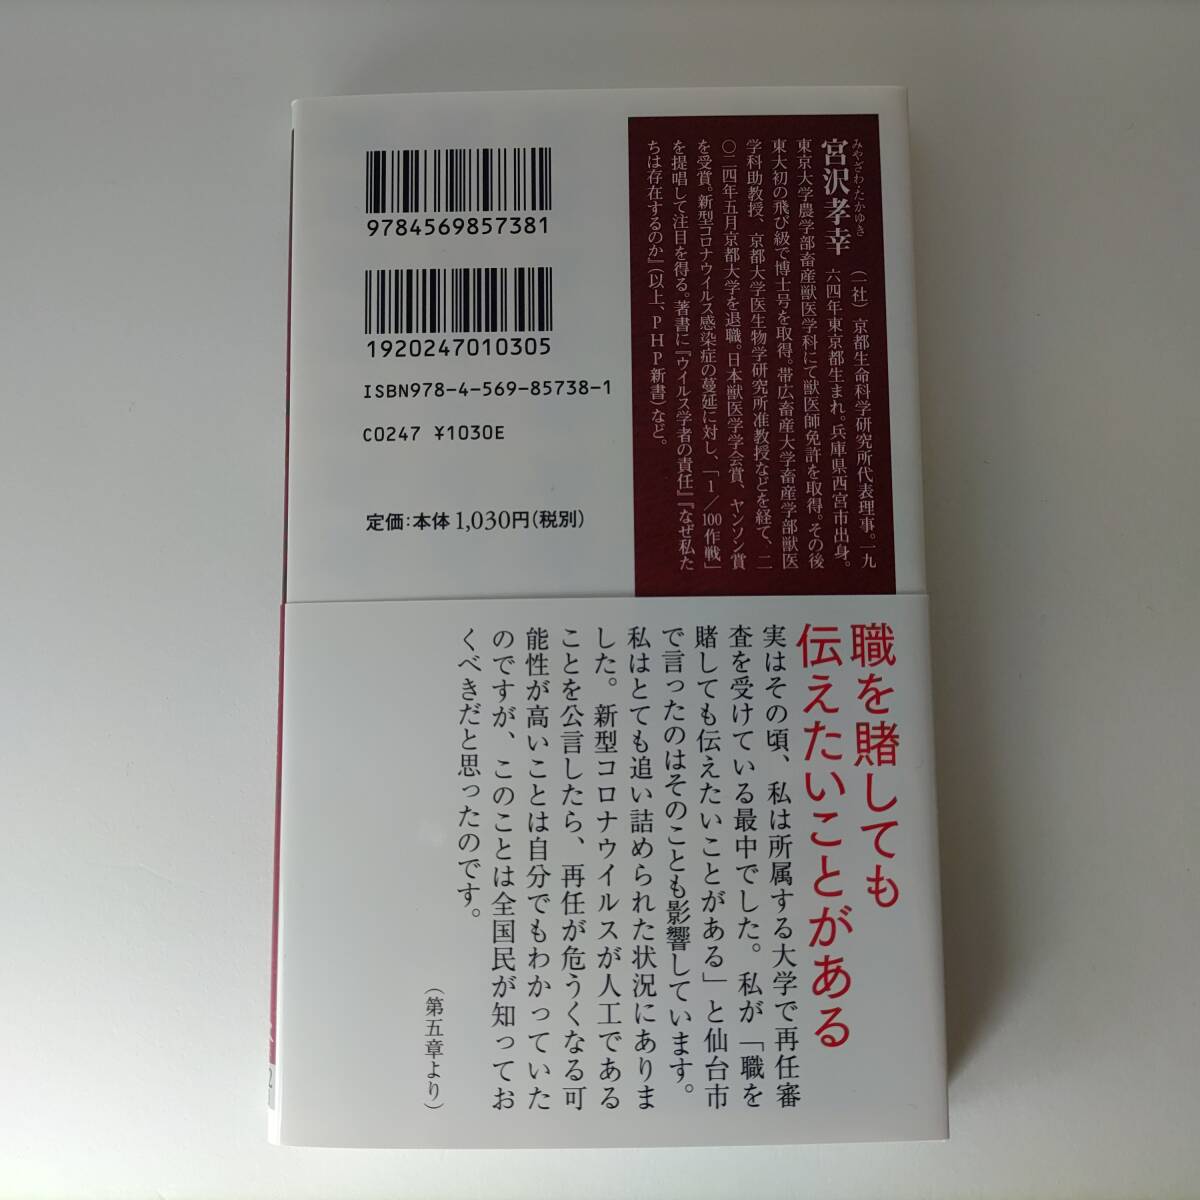 9784569857381
1920247010305
ISBN978-4-569-85738-1
C0247 ¥1030E
定価:本体1,030円(税別)
みやざわ・たかゆき
宮沢孝幸
(一社)京都生命科学研究所代表理事。一九
六四年東京都生まれ。兵庫県西宮市出身。
東京大学農学部畜産獣医学科にて獣医師免許を取得。その後
東大初の飛び級で博士号を取得。帯広畜産大学畜産学部獣医
学科助教授、京都大学医生物学研究所准教授などを経て、二
〇二四年五月京都大学を退職。日本獣医学学会賞、ヤンソン賞
を受賞。新型コロナウイルス感染症の蔓延に対し、「1/100作戦」
を提唱して注目を得る。著書に『ウイルス学者の責任』『なぜ私た
ちは存在するのか』(以上、PHP新書)など。
職を賭しても
伝えたいことがある
実はその頃、私は所属する大学で再任審
査を受けている最中でした。私が「職を
賭しても伝えたいことがある」と仙台市
で言ったのはそのことも影響しています。
私はとても追い詰められた状況にありま
した。新型コロナウイルスが人工である
ことを公言したら、再任が危うくなる可
能性が高いことは自分でもわかっていた
のですが、このことは全国民が知ってお
くべきだと思ったのです。
(第五章より)